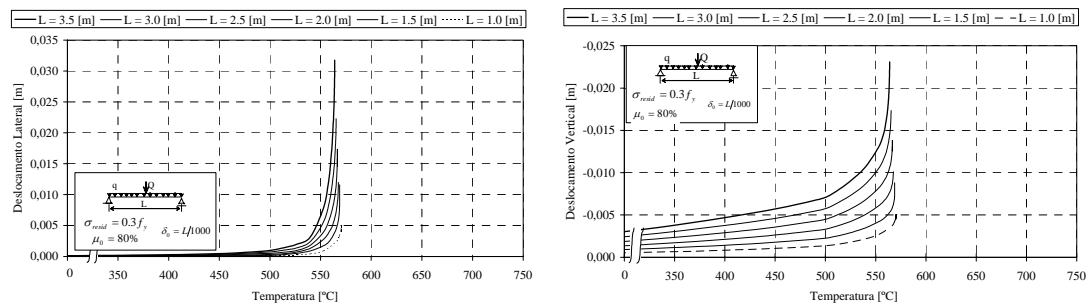 L = 3.5 [m] L = 3.0 [m] L = 2.5 [m] L = 2.0 [m] L = 1.5 [m] L = 1.0 [m]
Deslocamento Lateral [m]
0,035
0,030
0,025
0,020
0,015
0,010
0,005
0,000
q Q
L
σresid = 0.3fy
μ0 = 80%
δ0 = L/1000
0 350 400 450 500 550 600 650 700 750
Temperatura [ºC]
L = 3.5 [m] L = 3.0 [m] L = 2.5 [m] L = 2.0 [m] L = 1.5 [m] L = 1.0 [m]
Deslocamento Vertical [m]
-0,025
-0,020
-0,015
-0,010
-0,005
0,000
q Q
L
σresid = 0.3fy
μ0 = 80%
δ0 = L/1000
0 350 400 450 500 550 600 650 700 750
Temperatura [ºC]